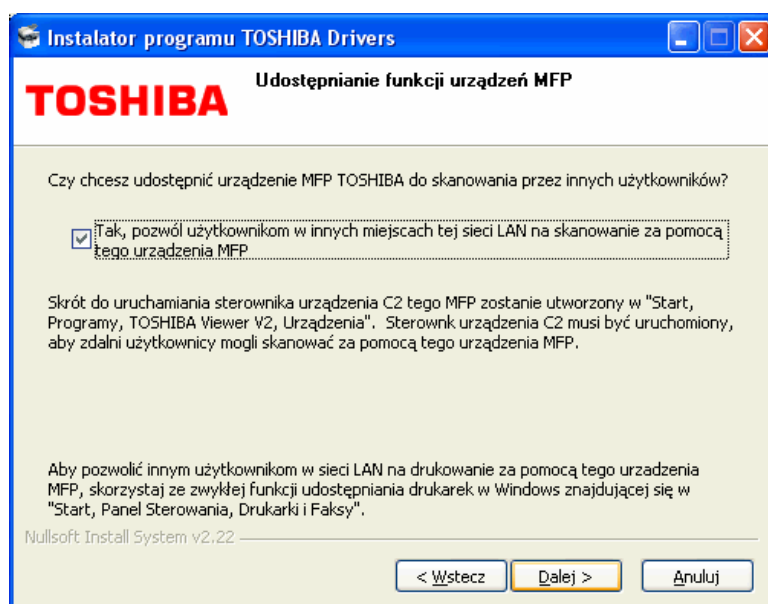 Instalator programu TOSHIBA Drivers
Udostępnianie funkcji urządzeń MFP
TOSHIBA
Czy chcesz udostępnić urządzenie MFP TOSHIBA do skanowania przez innych użytkowników?
Tak, pozwól użytkownikom w innych miejscach tej sieci LAN na skanowanie za pomocą
tego urządzenia MFP
Skrót do uruchamiania sterownika urządzenia C2 tego MFP zostanie utworzony w "Start,
Programy, TOSHIBA Viewer V2, Urządzenia". Sterownk urządzenia C2 musi być uruchomiony,
aby zdalni użytkownicy mogli skanować za pomocą tego urządzenia MFP.
Aby pozwolić innym użytkownikom w sieci LAN na drukowanie za pomocą tego urzadzenia
MFP, skorzystaj ze zwykłej funkcji udostępniania drukarek w Windows znajdującej się w
"Start, Panel Sterowania, Drukarki i Faksy".
Nullsoft Install System v2.22
< Wstecz Dalej > Anuluj